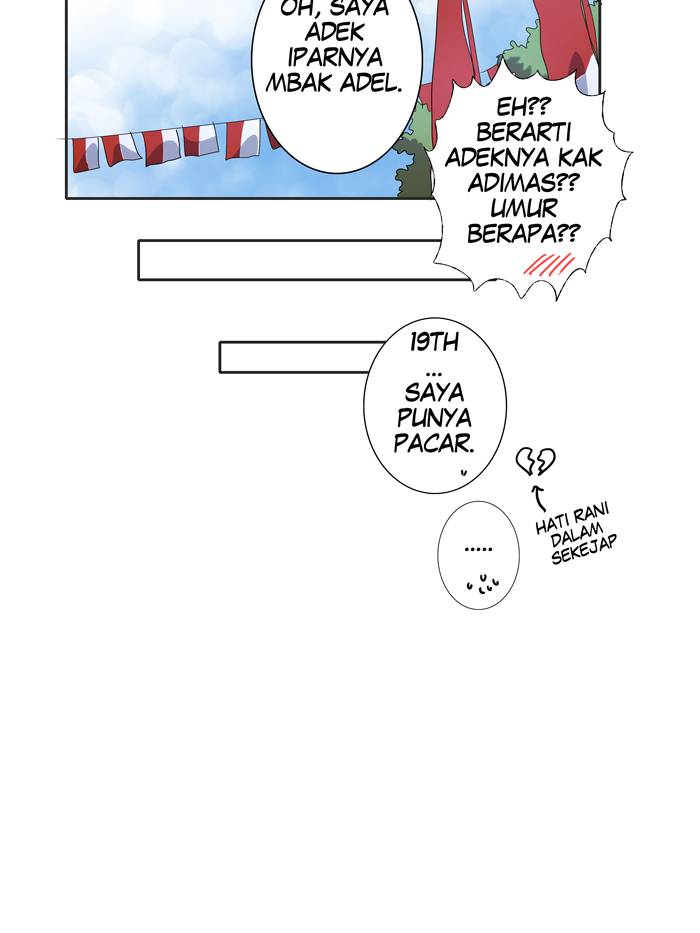 OH, SAYA
ADEK
IPARNYA
MBAK ADEL.
EH??
BERARTI
ADEKNYA KAK
ADIMAS??
UMUR
BERAPA??
19TH
...
SAYA
PUNYA
PACAR.
HATI RANI
DALAM
SEKEJAP
.....